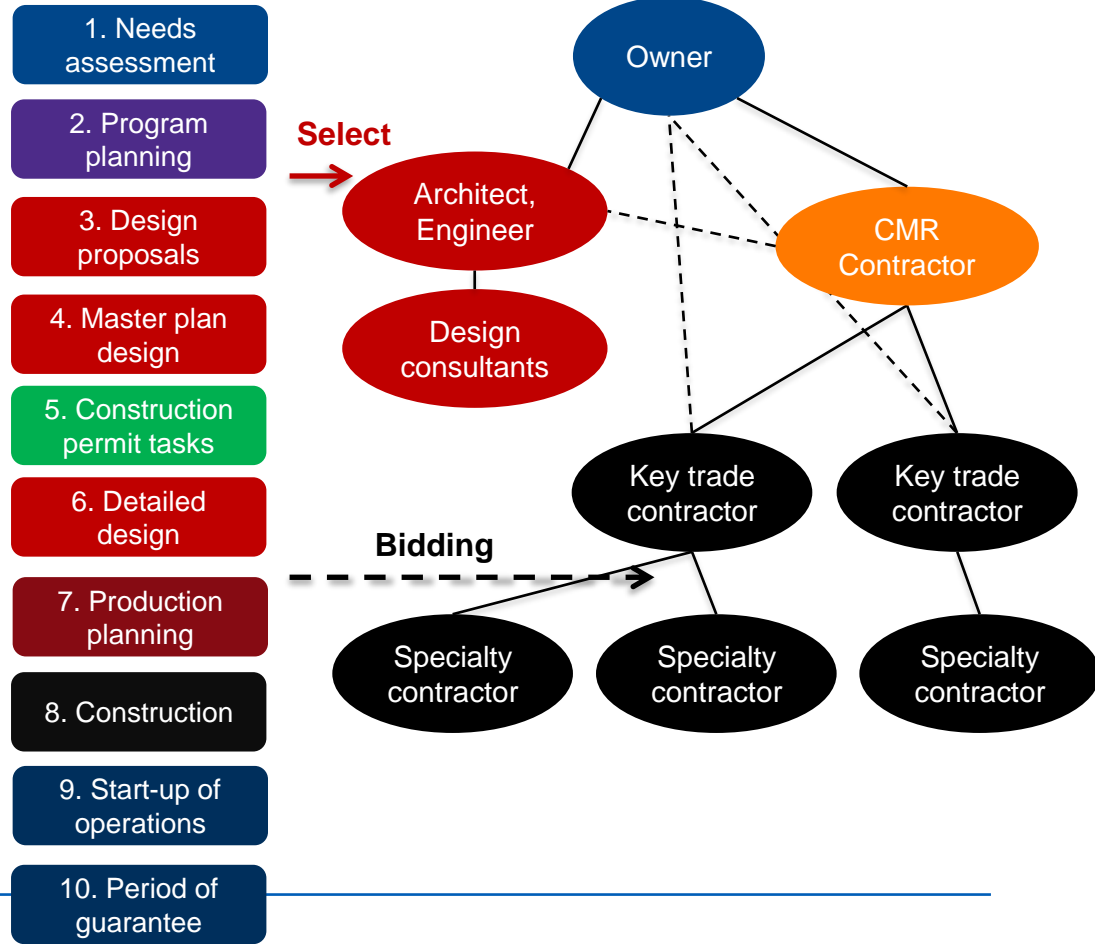 1. Needs
assessment
2. Program
planning
3. Design
proposals
4. Master plan
design
5. Construction
permit tasks
6. Detailed
design
7. Production
planning
8. Construction
9. Start-up of
operations
10. Period of
guarantee
Select
Bidding
Owner
Architect,
Engineer
CMR
Contractor
Design
consultants
Key trade
contractor
Key trade
contractor
Specialty
contractor
Specialty
contractor
Specialty
contractor